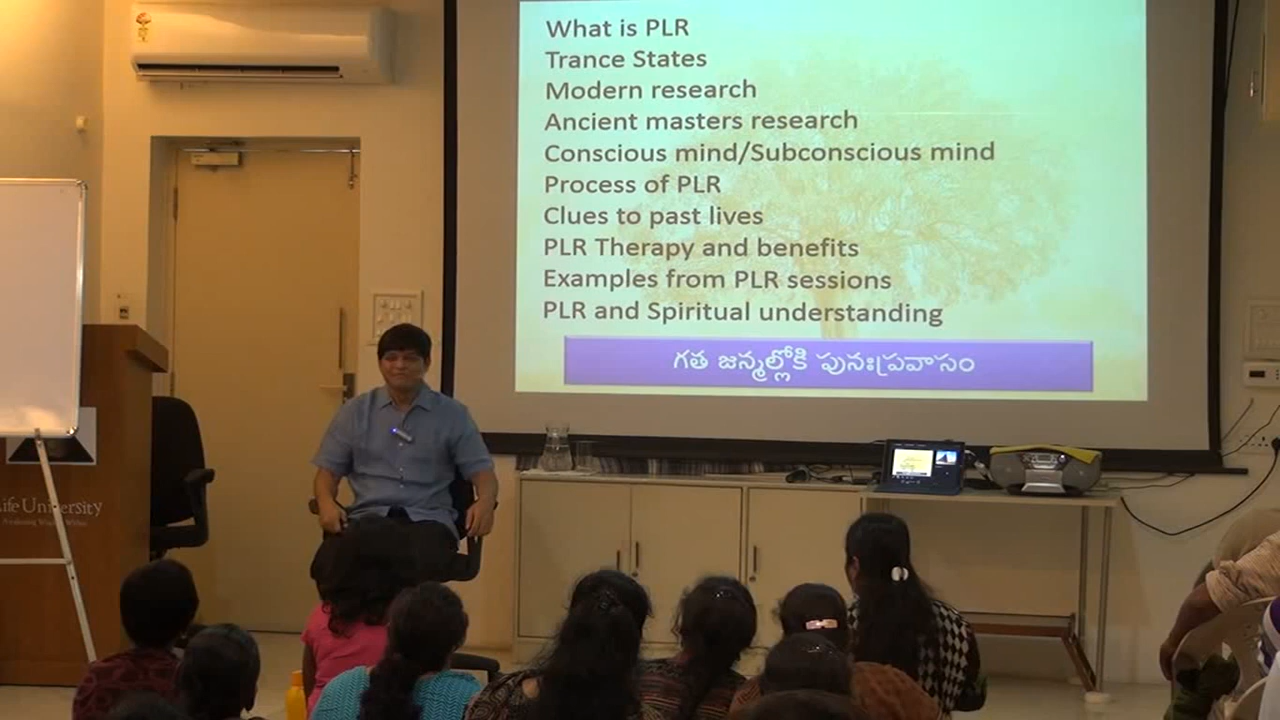 What is PLR
Trance States
Modern research
Ancient masters research
Conscious mind/Subconscious mind
Process of PLR
Clues to past lives
PLR Therapy and benefits
Examples from PLR sessions
PLR and Spiritual understanding
గత జన్మల్లోకి పునఃప్రవాసం
Life University